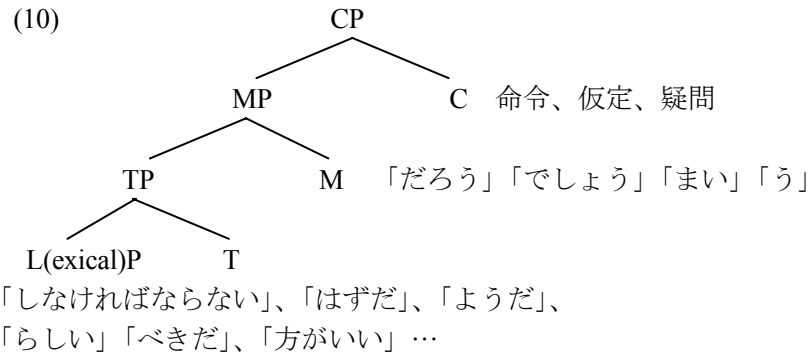 (10) CP
MP C 命令、仮定、疑問
TP M 「だろう」「でしょう」「まい」「う」
L(exical)P T
「しなければならない」、「はずだ」、「ようだ」、
「らしい」「べきだ」、「方がいい」…